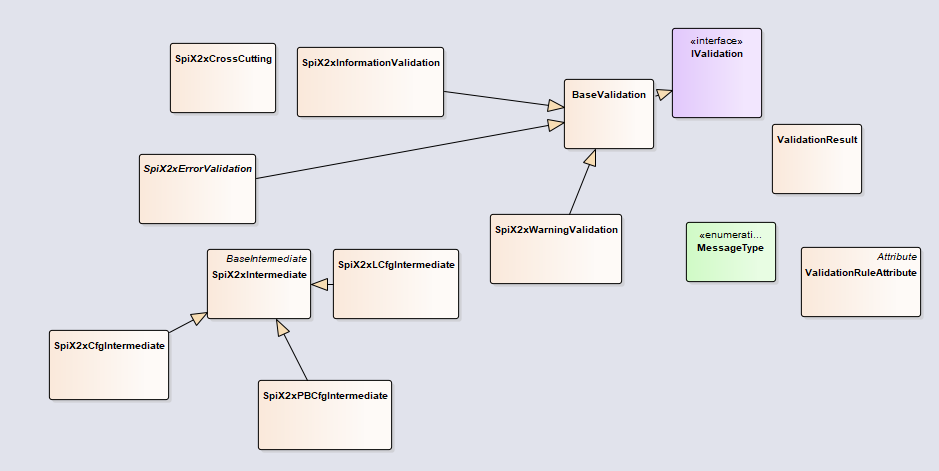 «interface»
IValidation
SpiX2xCrossCutting
SpiX2xInformationValidation
BaseValidation
ValidationResult
SpiX2xErrorValidation
SpiX2xWarningValidation
«enumerati...
MessageType
Attribute
ValidationRuleAttribute
BaseIntermediate
SpiX2xIntermediate
SpiX2xLCfgIntermediate
SpiX2xCfgIntermediate
SpiX2xPBCfgIntermediate